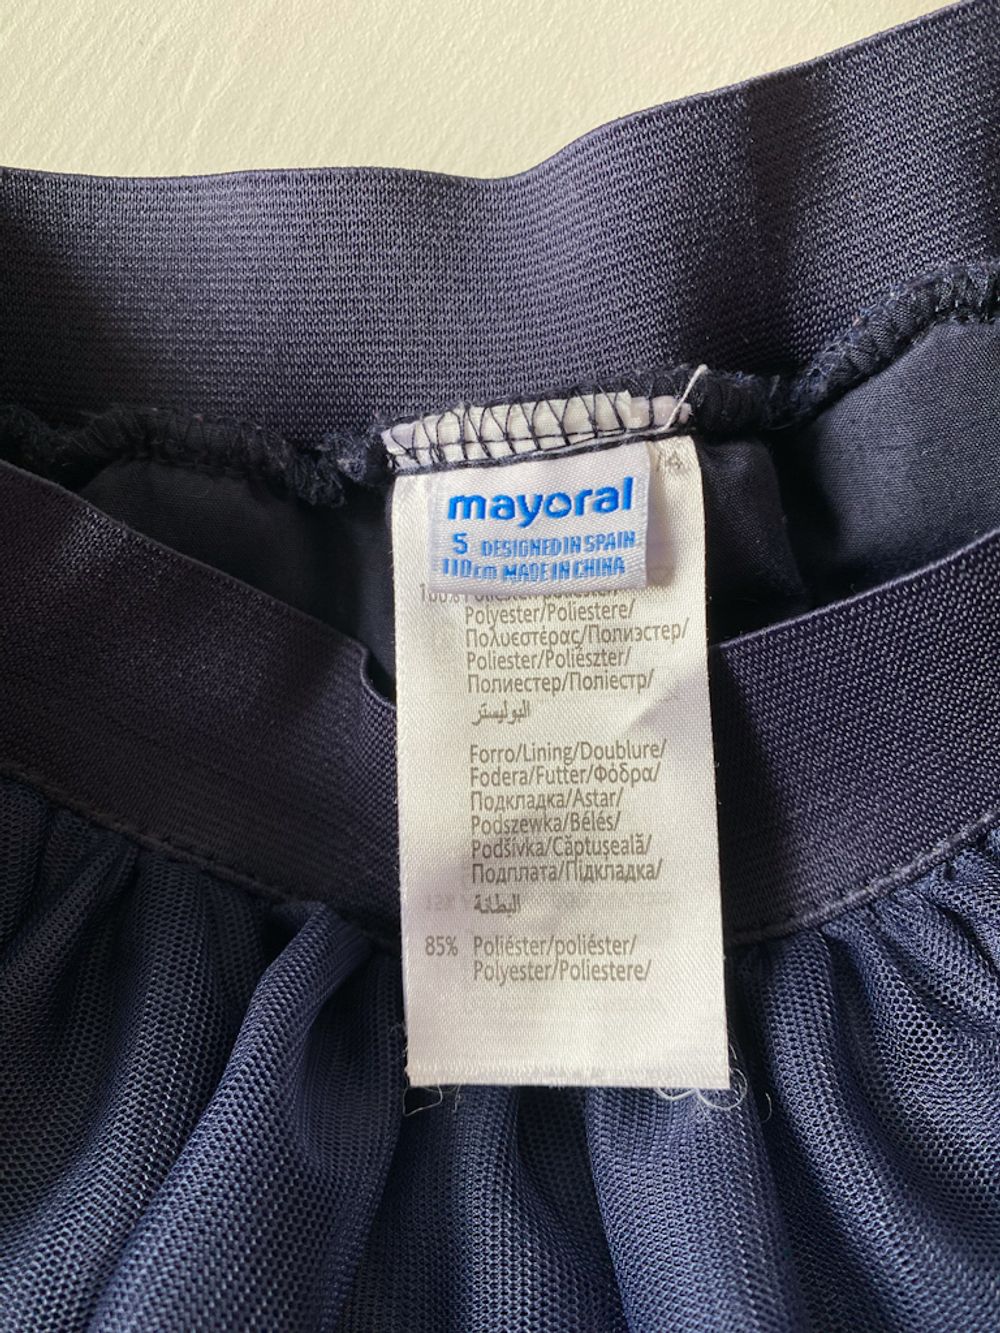 mayoral
5 DESIGNED IN SPAIN
110cm MADE IN CHINA
100%
Polyester/Poliestere/
Πολυεστέρας/Полиэстер/
Poliester/Poliészter/
Полиестер/Поліестр/
البوليستر
Forro/Lining/Doublure/
Fodera/Futter/Φόδρα/
Подкладка/Astar/
Podszewka/Bélés/
Podšívka/Căptușeală/
Подплата/Підкладка/
البطانة
85% Poliéster/poliéster/
Polyester/Poliestere/